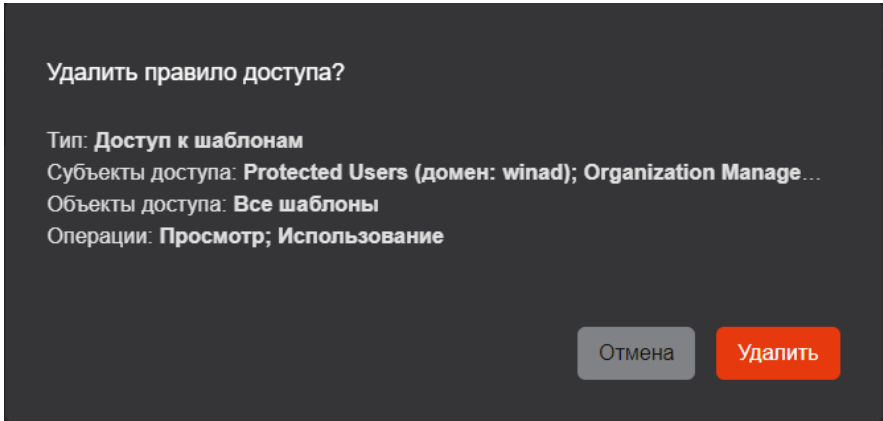 Удалить правило доступа?
Тип: Доступ к шаблонам
Субъекты доступа: Protected Users (домен: winad); Organization Manage...
Объекты доступа: Все шаблоны
Операции: Просмотр; Использование
Отмена
Удалить